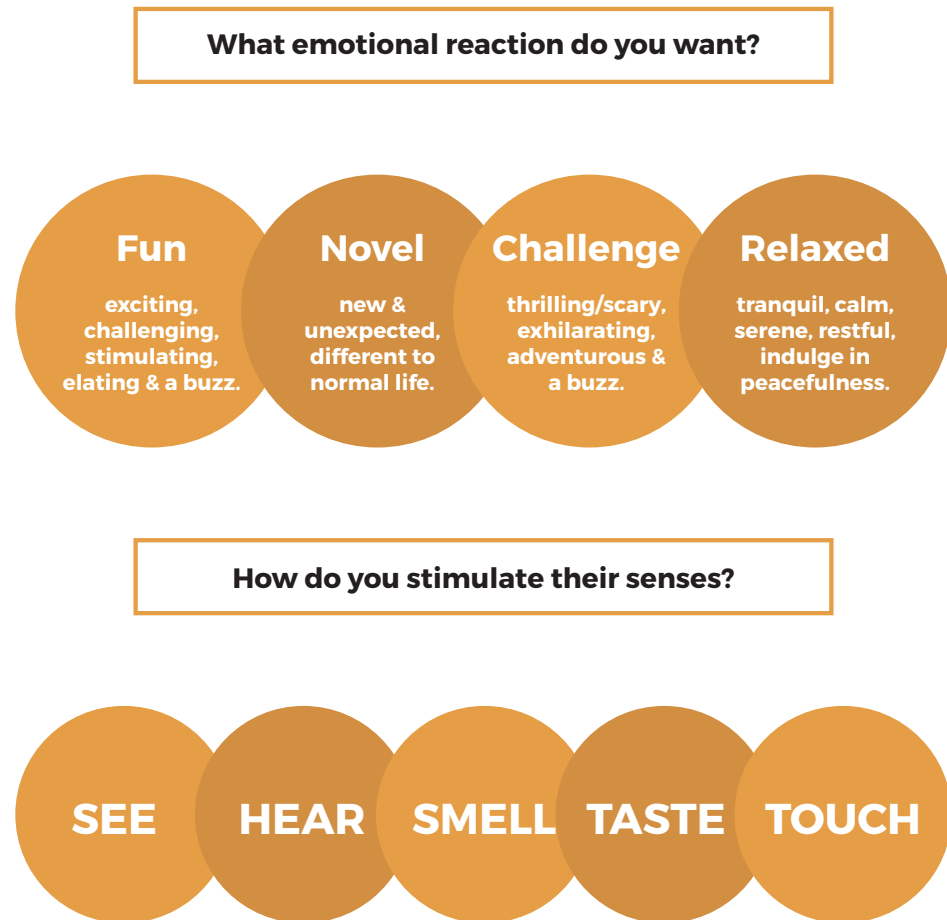 What emotional reaction do you want?
Fun
exciting,
challenging,
stimulating,
elating & a buzz.
Novel
new &
unexpected,
different to
normal life.
Challenge
thrilling/scary,
exhilarating,
adventurous &
a buzz.
Relaxed
tranquil, calm,
serene, restful,
indulge in
peacefulness.
How do you stimulate their senses?
SEE
HEAR
SMELL
TASTE
TOUCH